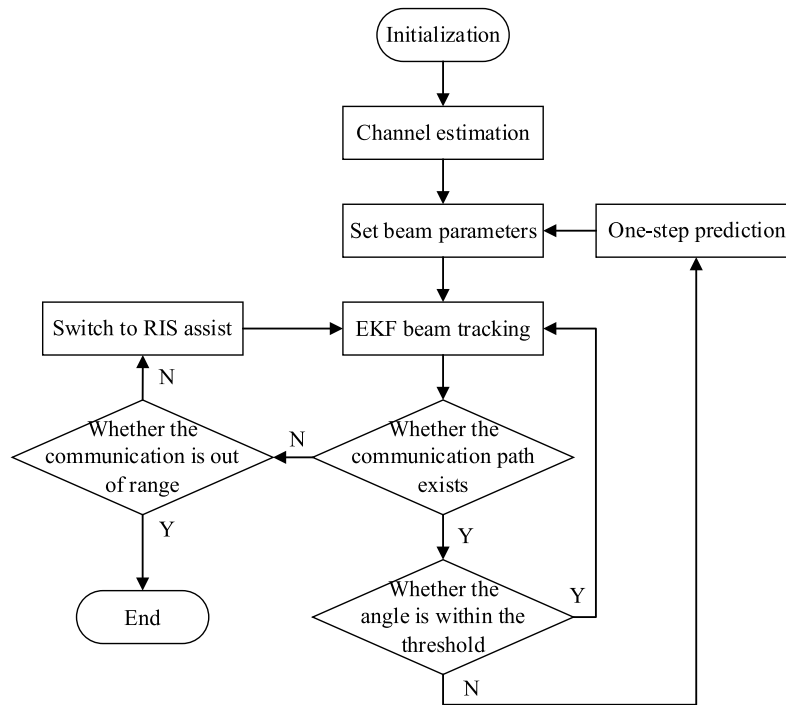 Initialization
Channel estimation
Set beam parameters
One-step prediction
Switch to RIS assist
EKF beam tracking
N
Whether the
communication is out
of range
N
Whether the
communication path
exists
Y
Y
End
Whether the
angle is within the
threshold
Y
N